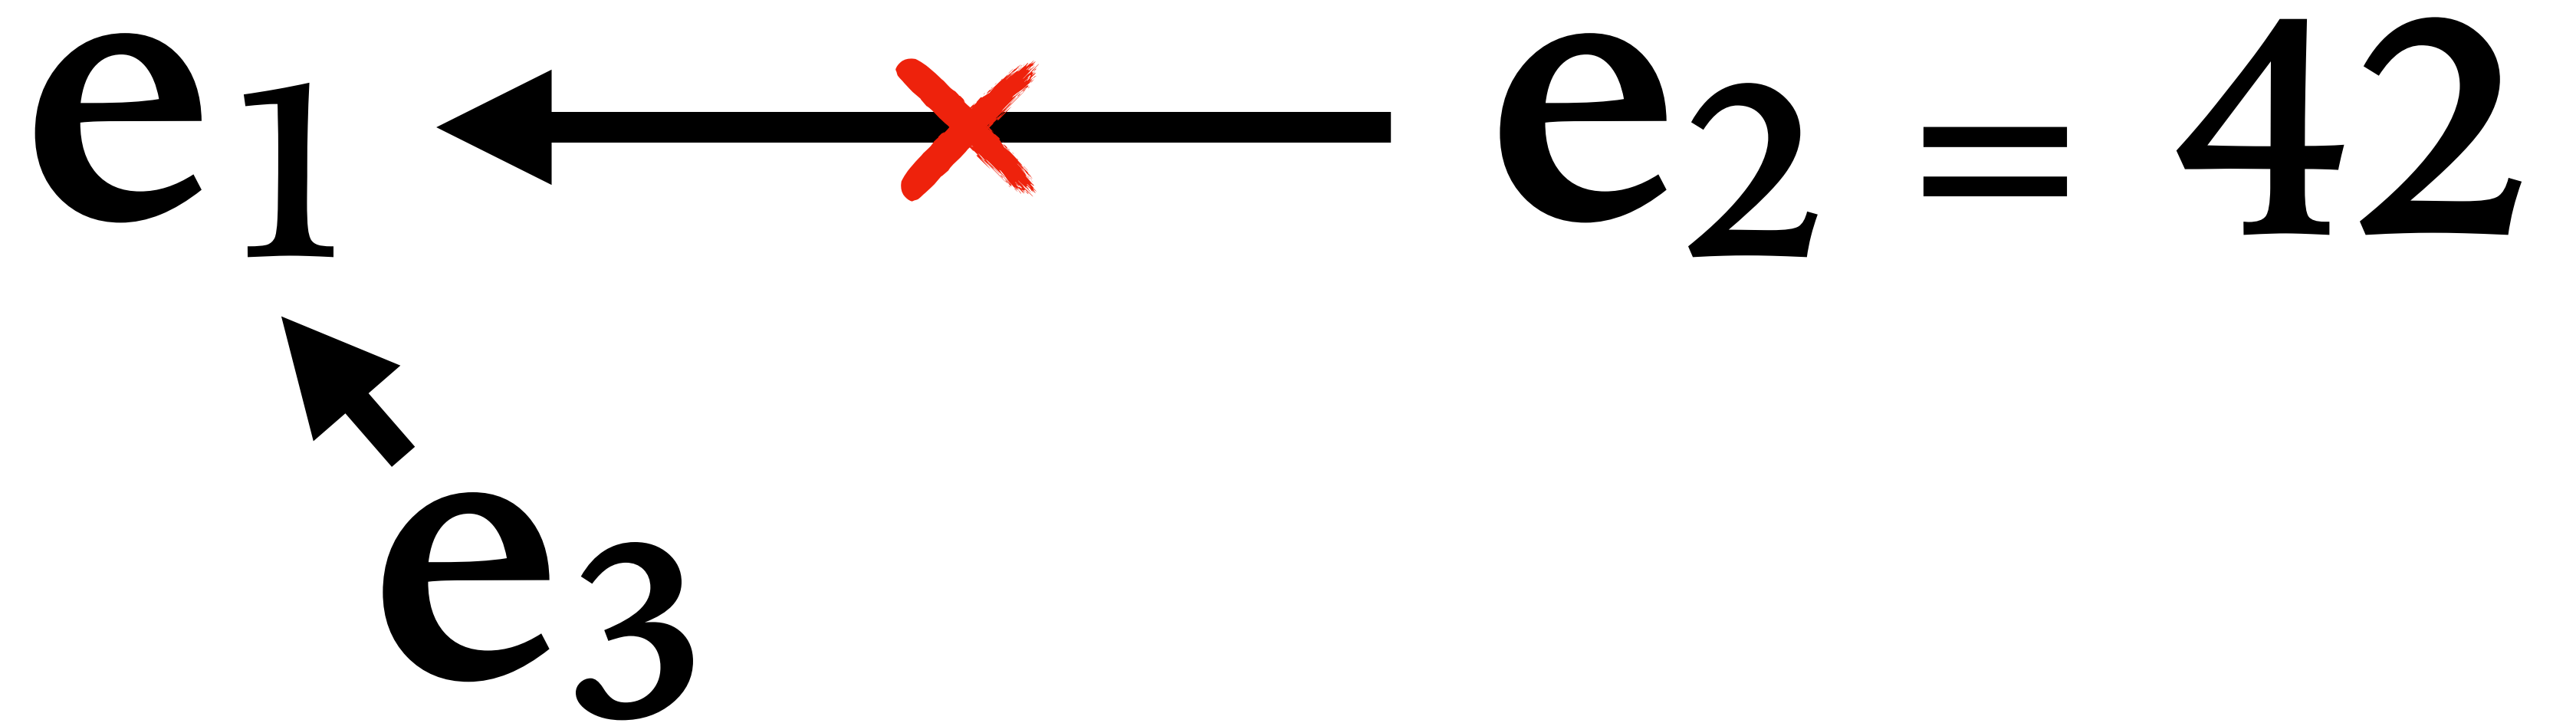 e₁ e₂ = 42
e₃